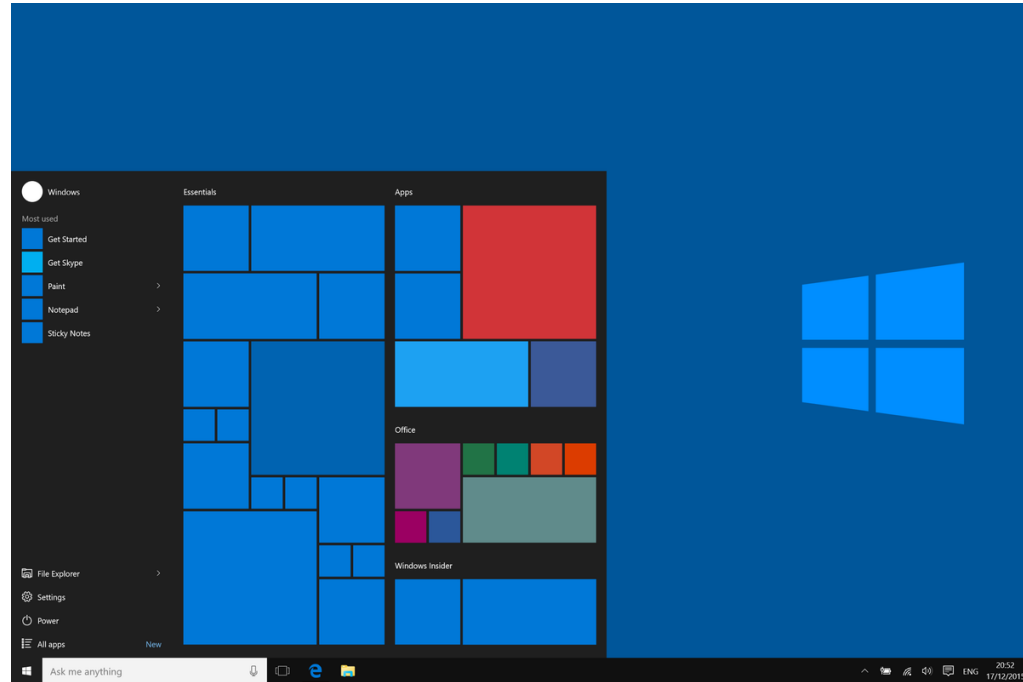 Windows
Most used
Get Started
Get Skype
Paint
Notepad
Sticky Notes
File Explorer
Settings
Power
All apps
New
Essentials
Apps
Office
Windows Insider
Ask me anything
ENG
20:52
17/12/2015